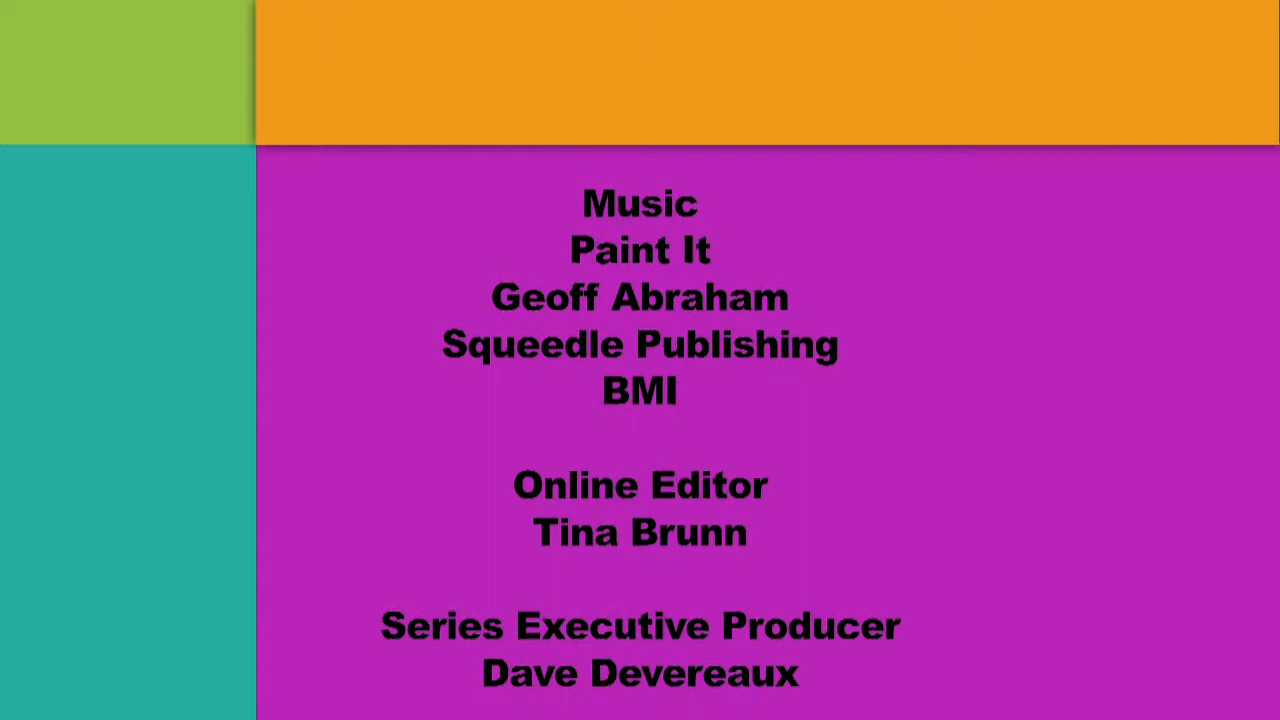 Music
Paint It
Geoff Abraham
Squeedle Publishing
BMI
Online Editor
Tina Brunn
Series Executive Producer
Dave Devereaux